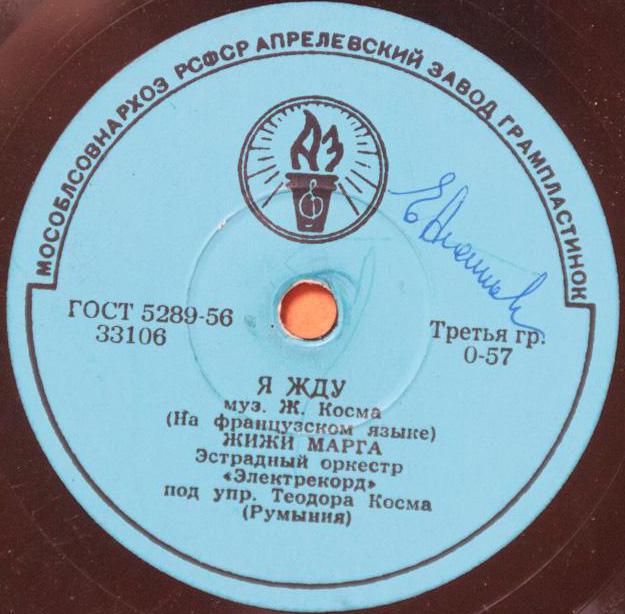 МОСОБЛСОВНАРХОЗ РСФСР АПРЕЛЕВСКИЙ ЗАВОД ГРАМПЛАСТИНОК
АЗ
ГОСТ 5289-56
33106
Третья гр.
0-57
Я ЖДУ
муз. Ж. Косма
(На французском языке)
ЖИЖИ МАРГА
Эстрадный оркестр
«Электрекорд»
под упр. Теодора Косма
(Румыния)